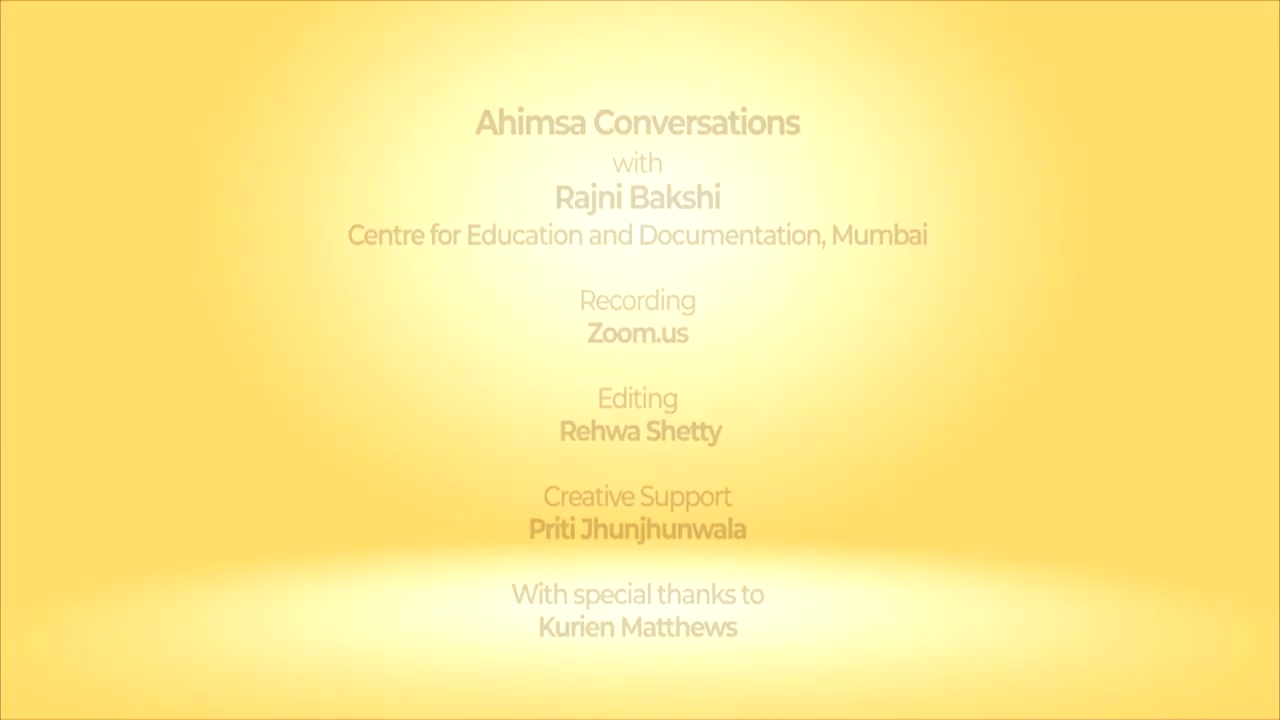 Ahimsa Conversations
with
Rajni Bakshi
Centre for Education and Documentation, Mumbai
Recording
Zoom.us
Editing
Rehwa Shetty
Creative Support
Priti Jhunjhunwala
With special thanks to
Kurien Matthews